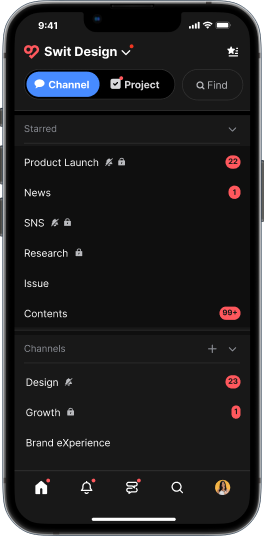 9:41
Swit Design
Channel Project Find
Starred
Product Launch 22
News 1
SNS
Research
Issue
Contents 99+
Channels
Design 23
Growth 1
Brand eXperience